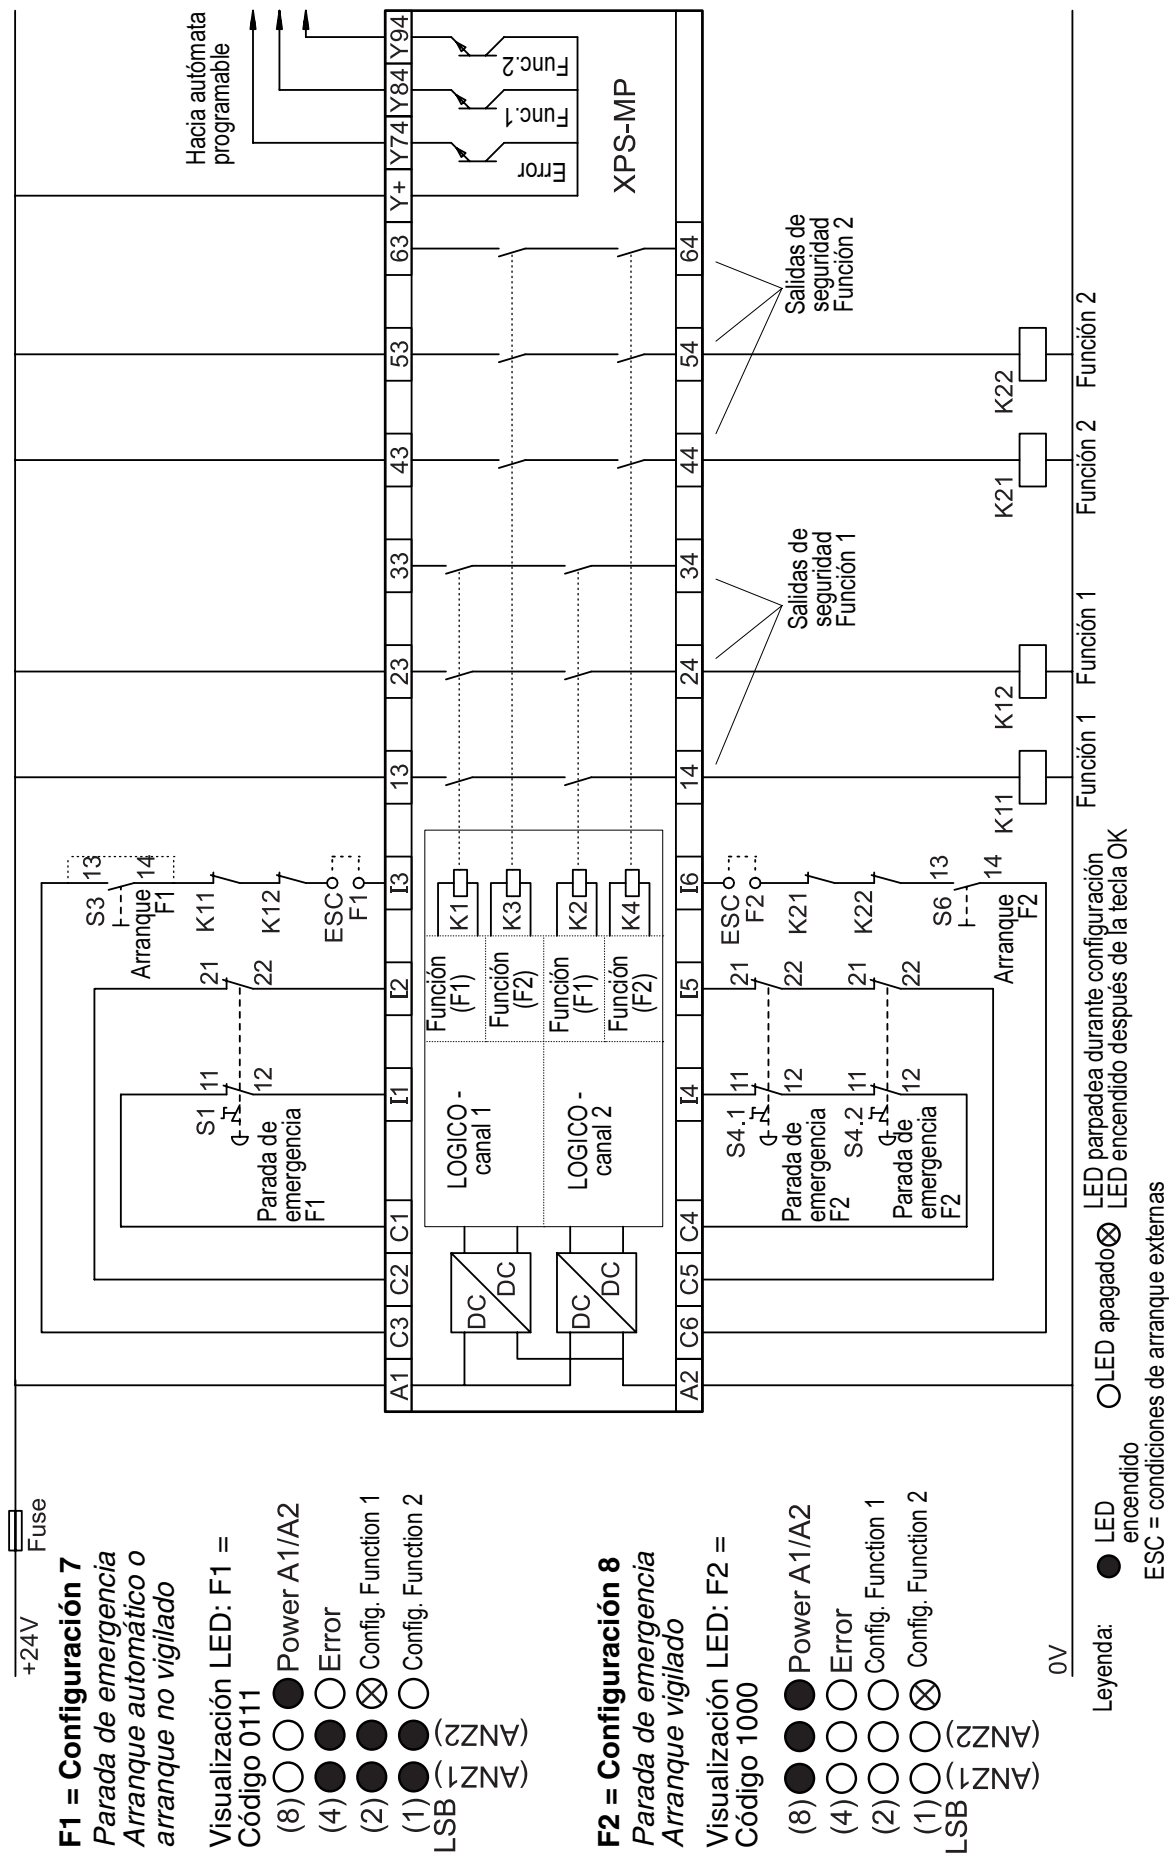 +24V
Fuse
F1 = Configuración 7
Parada de emergencia
Arranque automático o
arranque no vigilado
Visualización LED: F1 =
Código 0111
(8) Power A1/A2
(4) Error
(2) Config. Function 1
(1) Config. Function 2
LSB
(ANZ1)
(ANZ2)
F2 = Configuración 8
Parada de emergencia
Arranque vigilado
Visualización LED: F2 =
Código 1000
(8) Power A1/A2
(4) Error
(2) Config. Function 1
(1) Config. Function 2
LSB
(ANZ1)
(ANZ2)
0V
Leyenda:
LED
encendido
LED apagado
LED parpadea durante configuración
LED encendido después de la tecla OK
ESC = condiciones de arranque externas
S1
11
12
21
22
Parada de
emergencia
F1
S3
13
14
Arranque
F1
K11
K12
ESC
F1
Hacia autómata
programable
A1
C3
C2
C1
I1
I2
I3
13
23
33
43
53
63
Y+
Y74
Y84
Y94
DC
DC
DC
DC
LOGICO -
canal 1
LOGICO -
canal 2
Función
(F1)
Función
(F2)
Función
(F1)
Función
(F2)
K1
K3
K2
K4
Error
Func.1
Func.2
XPS-MP
A2
C6
C5
C4
I4
I5
I6
14
24
34
44
54
64
S4.1
11
12
21
22
Parada de
emergencia
F2
S4.2
11
12
21
22
Parada de
emergencia
F2
ESC
F2
K21
K22
S6
13
14
Arranque
F2
Salidas de
seguridad
Función 1
Salidas de
seguridad
Función 2
K11
Función 1
K12
Función 1
K21
Función 2
K22
Función 2